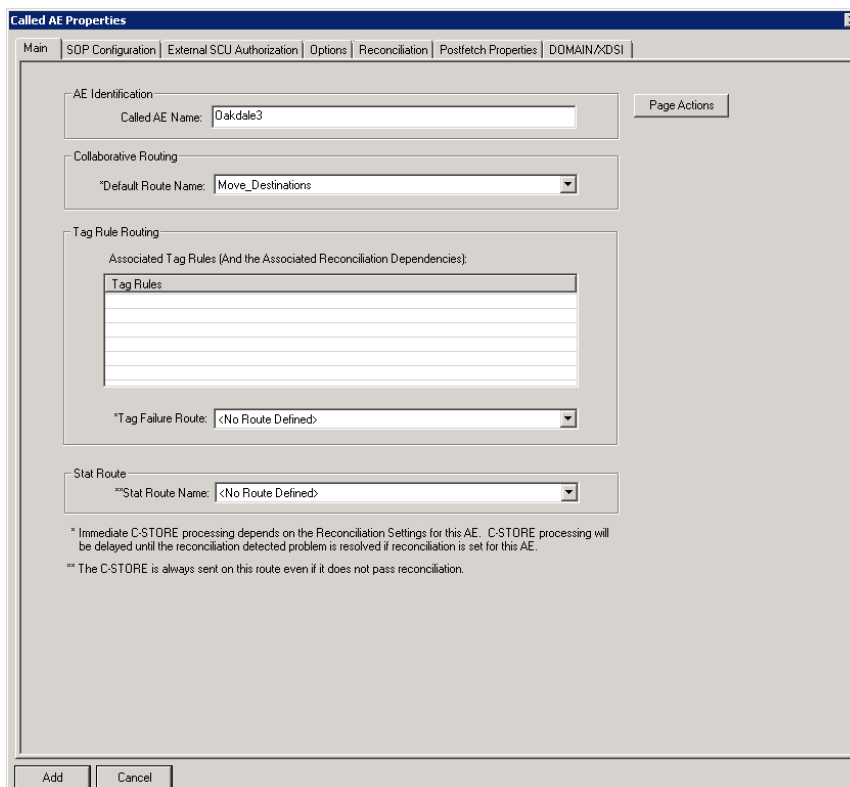 Called AE Properties
Main SOP Configuration External SCU Authorization Options Reconciliation Postfetch Properties DOMAIN/XDSI
AE Identification
Called AE Name: Oakdale3
Page Actions
Collaborative Routing
*Default Route Name: Move_Destinations
Tag Rule Routing
Associated Tag Rules (And the Associated Reconciliation Dependencies):
Tag Rules
*Tag Failure Route: <No Route Defined>
Stat Route
**Stat Route Name: <No Route Defined>
* Immediate C-STORE processing depends on the Reconciliation Settings for this AE. C-STORE processing will
be delayed until the reconciliation detected problem is resolved if reconciliation is set for this AE.
** The C-STORE is always sent on this route even if it does not pass reconciliation.
Add Cancel